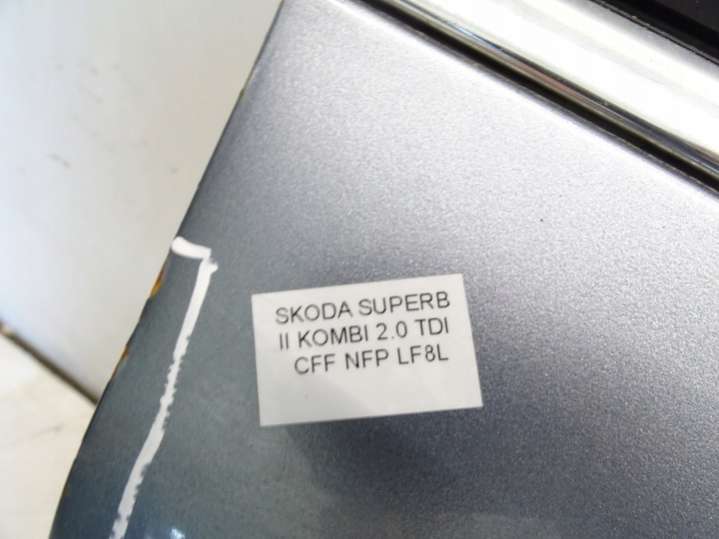 SKODA SUPERB
II KOMBI 2.0 TDI
CFF NFP LF8L